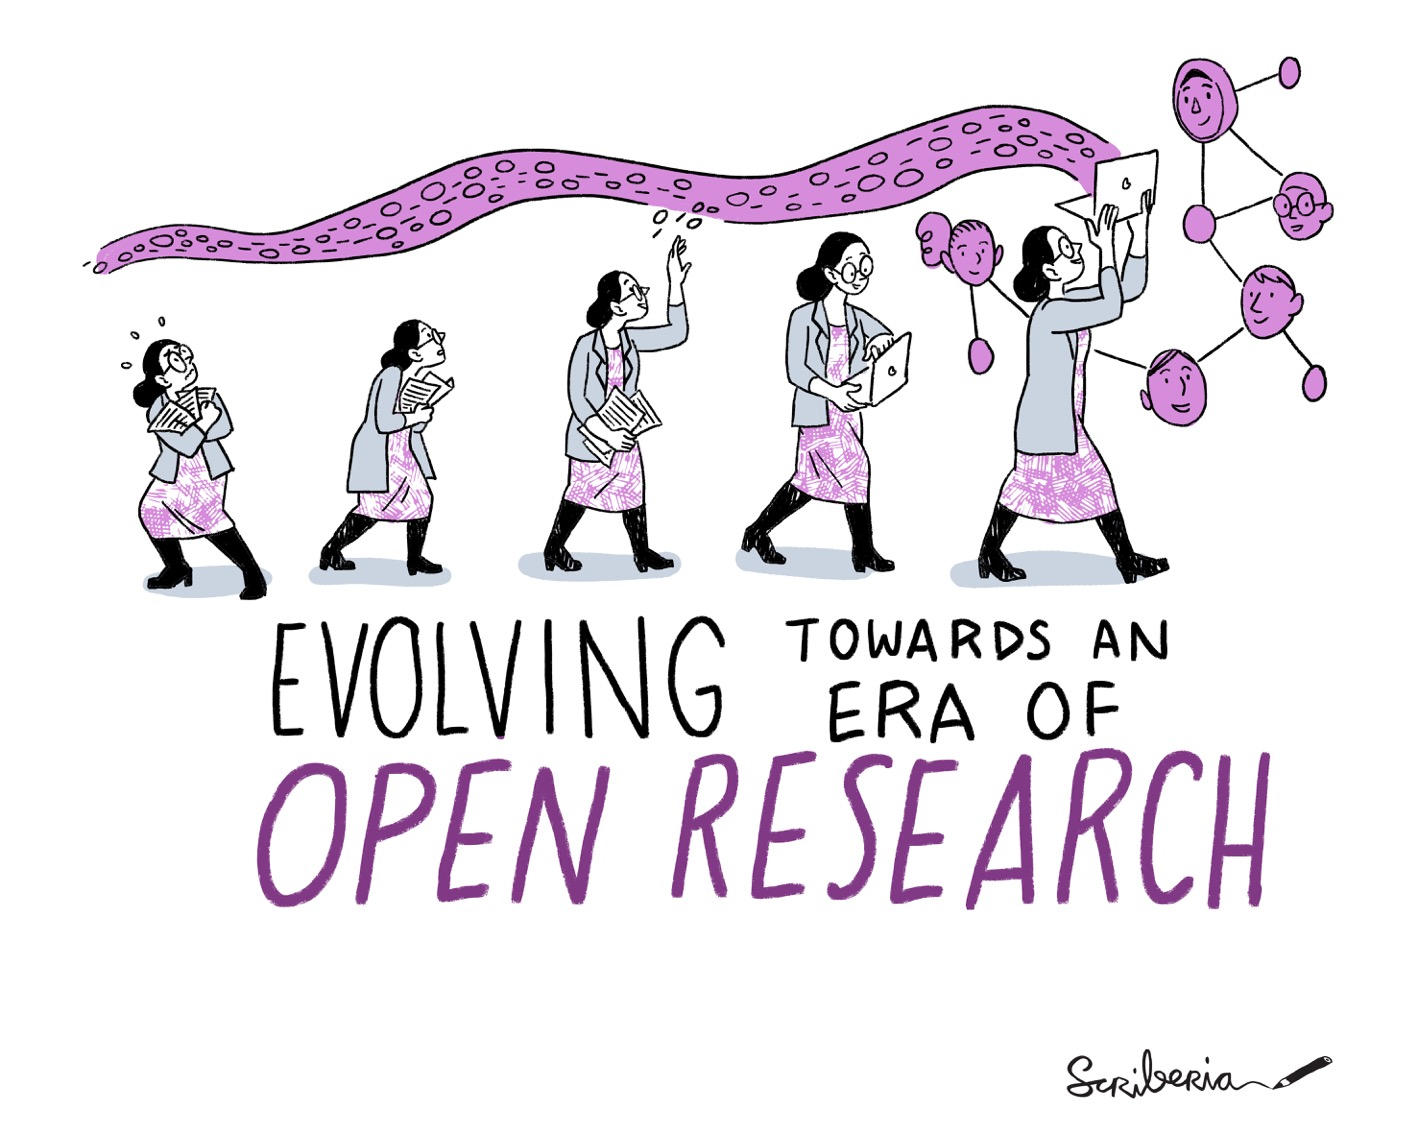 EVOLVING TOWARDS AN
ERA OF
OPEN RESEARCH
Scriberia